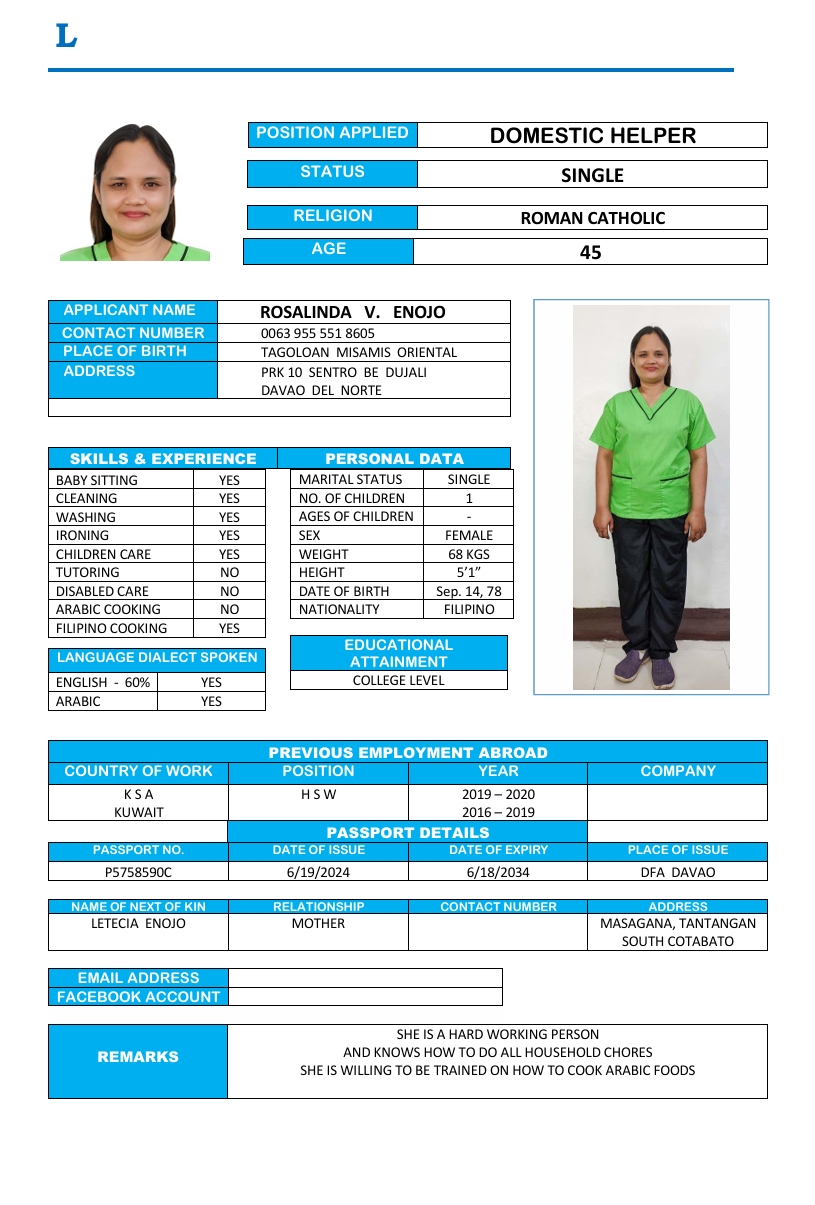 L
POSITION APPLIED DOMESTIC HELPER
STATUS SINGLE
RELIGION ROMAN CATHOLIC
AGE 45
APPLICANT NAME ROSALINDA V. ENOJO
CONTACT NUMBER 0063 955 551 8605
PLACE OF BIRTH TAGOLOAN MISAMIS ORIENTAL
ADDRESS PRK 10 SENTRO BE DUJALI
DAVAO DEL NORTE
SKILLS & EXPERIENCE
BABY SITTING YES
CLEANING YES
WASHING YES
IRONING YES
CHILDREN CARE YES
TUTORING NO
DISABLED CARE NO
ARABIC COOKING NO
FILIPINO COOKING YES
LANGUAGE DIALECT SPOKEN
ENGLISH - 60% YES
ARABIC YES
PERSONAL DATA
MARITAL STATUS SINGLE
NO. OF CHILDREN 1
AGES OF CHILDREN -
SEX FEMALE
WEIGHT 68 KGS
HEIGHT 5’1”
DATE OF BIRTH Sep. 14, 78
NATIONALITY FILIPINO
EDUCATIONAL
ATTAINMENT
COLLEGE LEVEL
PREVIOUS EMPLOYMENT ABROAD
COUNTRY OF WORK POSITION YEAR COMPANY
K S A H S W 2019 – 2020
KUWAIT 2016 – 2019
PASSPORT DETAILS
PASSPORT NO. DATE OF ISSUE DATE OF EXPIRY PLACE OF ISSUE
P5758590C 6/19/2024 6/18/2034 DFA DAVAO
NAME OF NEXT OF KIN RELATIONSHIP CONTACT NUMBER ADDRESS
LETECIA ENOJO MOTHER MASAGANA, TANTANGAN
SOUTH COTABATO
EMAIL ADDRESS
FACEBOOK ACCOUNT
REMARKS
SHE IS A HARD WORKING PERSON
AND KNOWS HOW TO DO ALL HOUSEHOLD CHORES
SHE IS WILLING TO BE TRAINED ON HOW TO COOK ARABIC FOODS